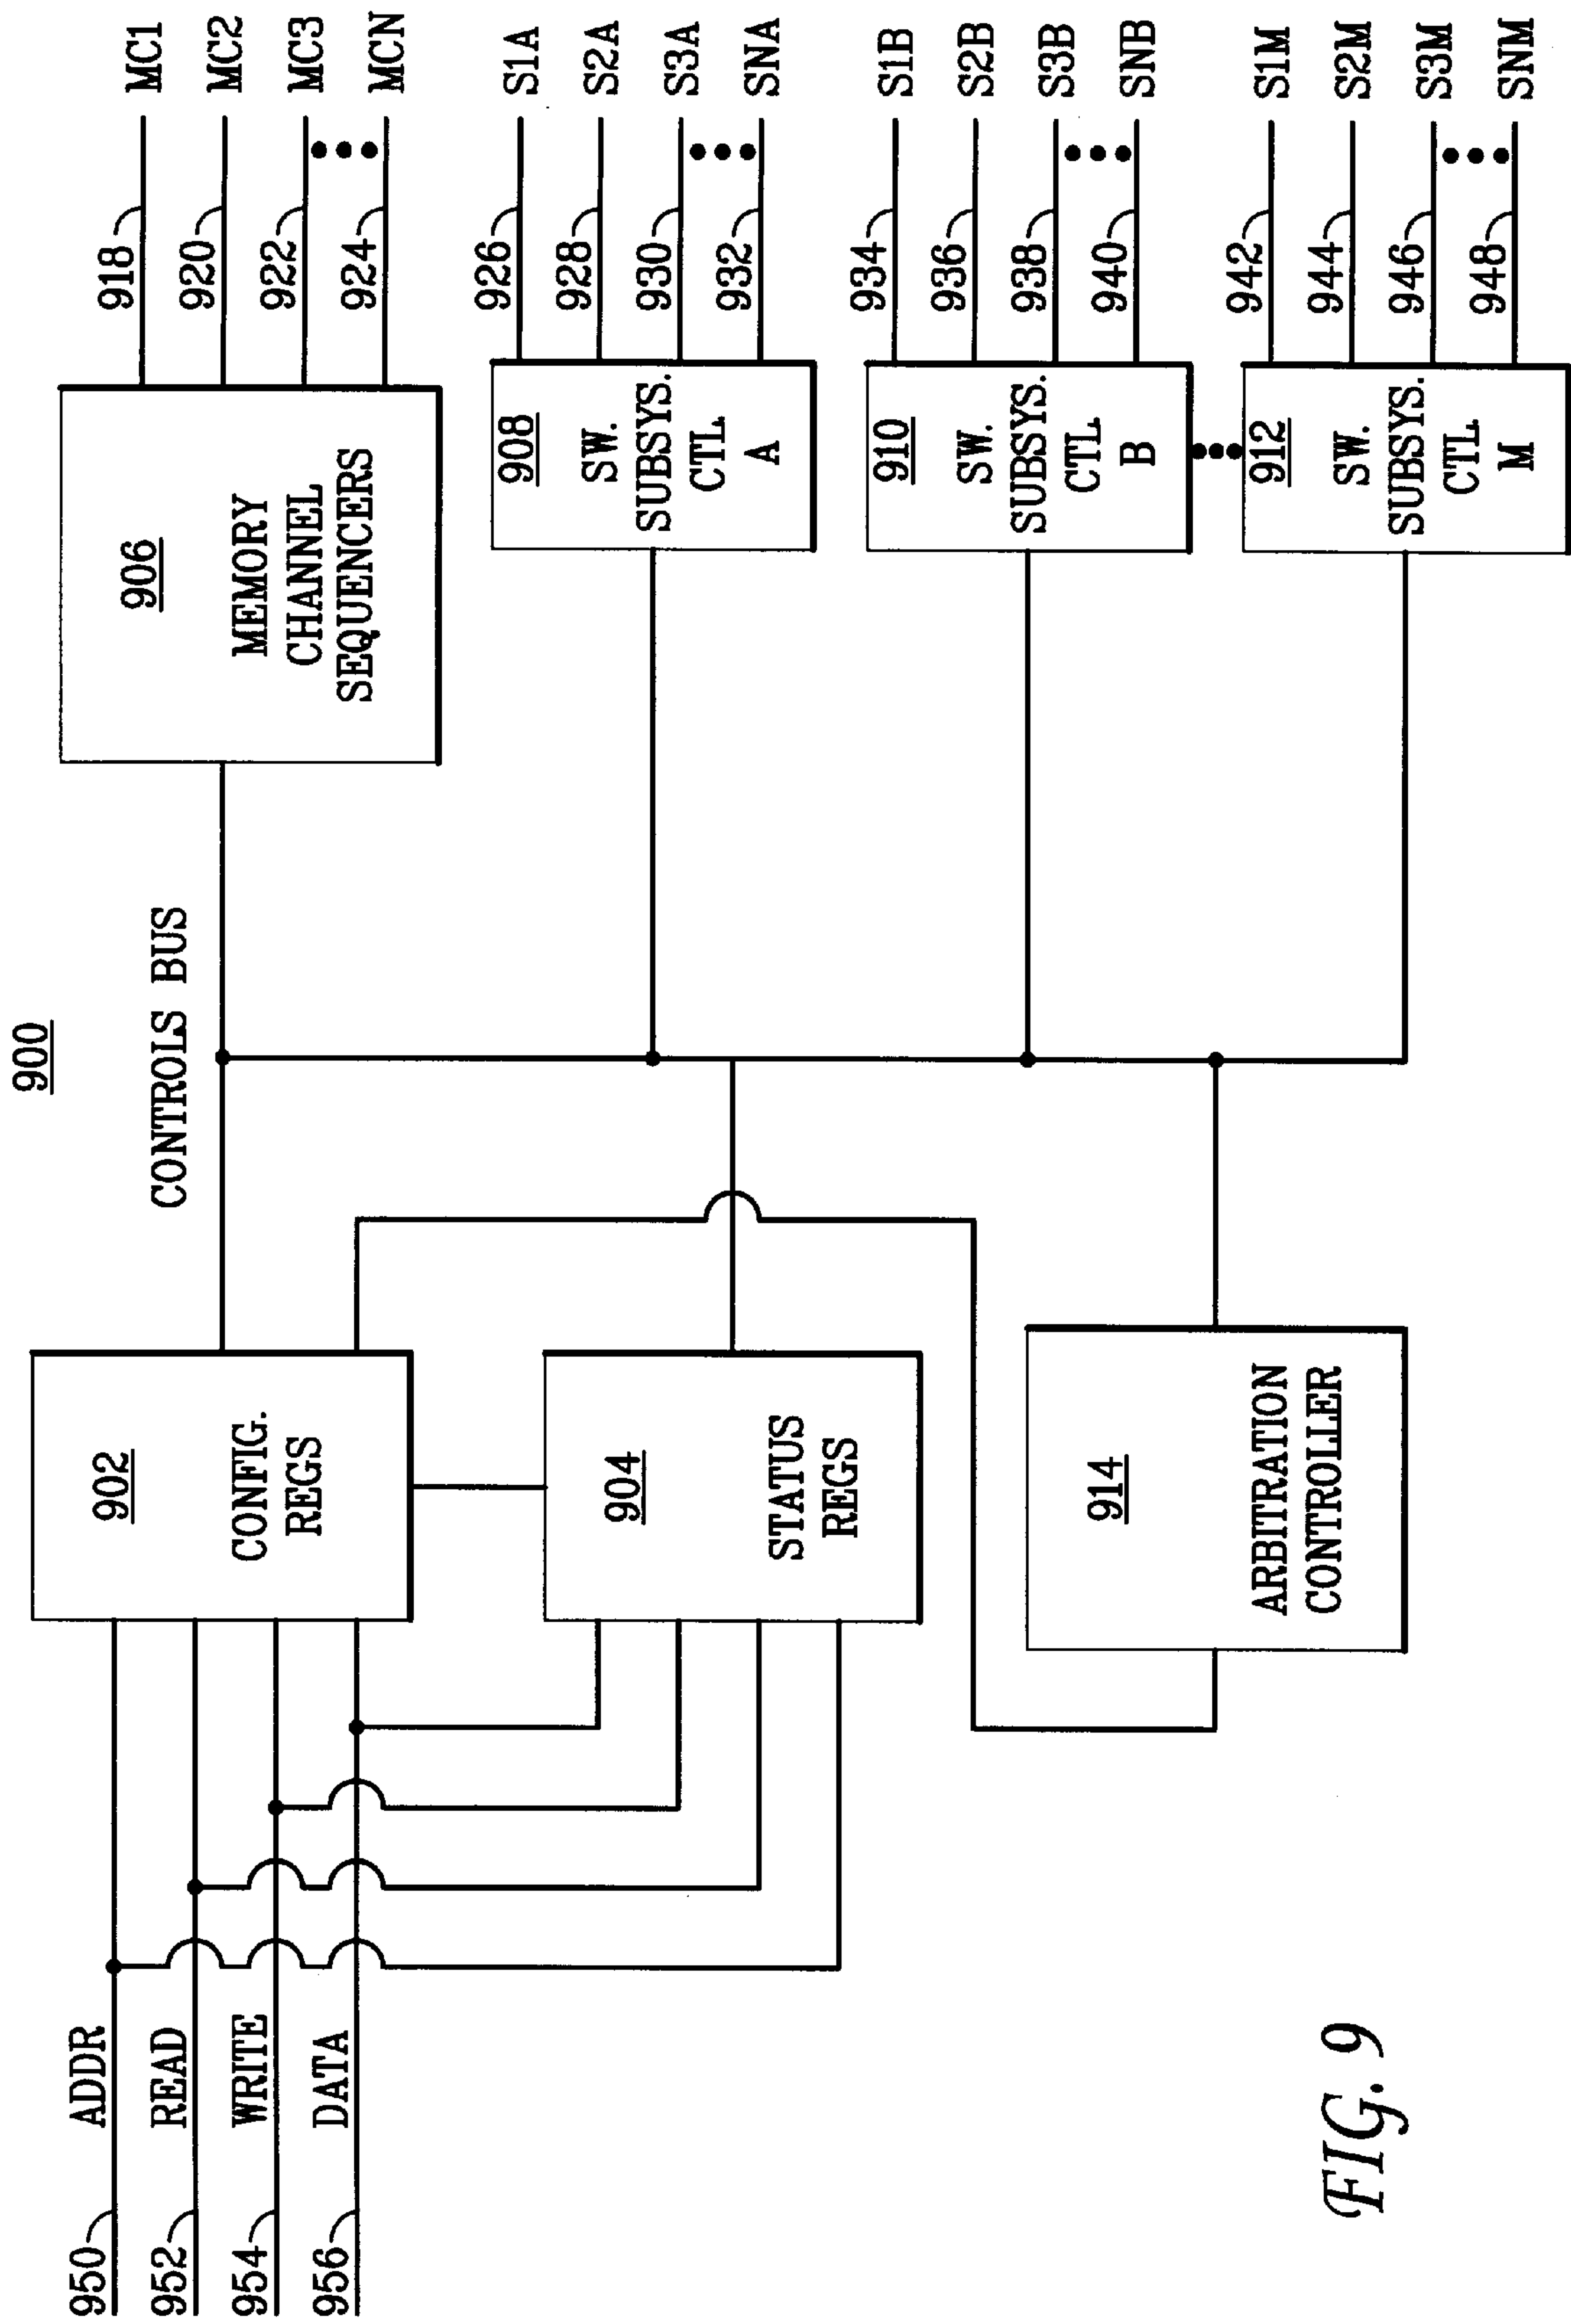 900
CONTROLS BUS
950
ADDR
952
READ
954
WRITE
956
DATA
902
CONFIG.
REGS
904
STATUS
REGS
914
ARBITRATION
CONTROLLER
906
MEMORY
CHANNEL
SEQUENCERS
918
MC1
920
MC2
922
MC3
924
MCN
908
SW.
SUBSYS.
CTL
A
926
S1A
928
S2A
930
S3A
932
SNA
910
SW.
SUBSYS.
CTL
B
934
S1B
936
S2B
938
S3B
940
SNB
912
SW.
SUBSYS.
CTL
M
942
S1M
944
S2M
946
S3M
948
SNM
FIG. 9